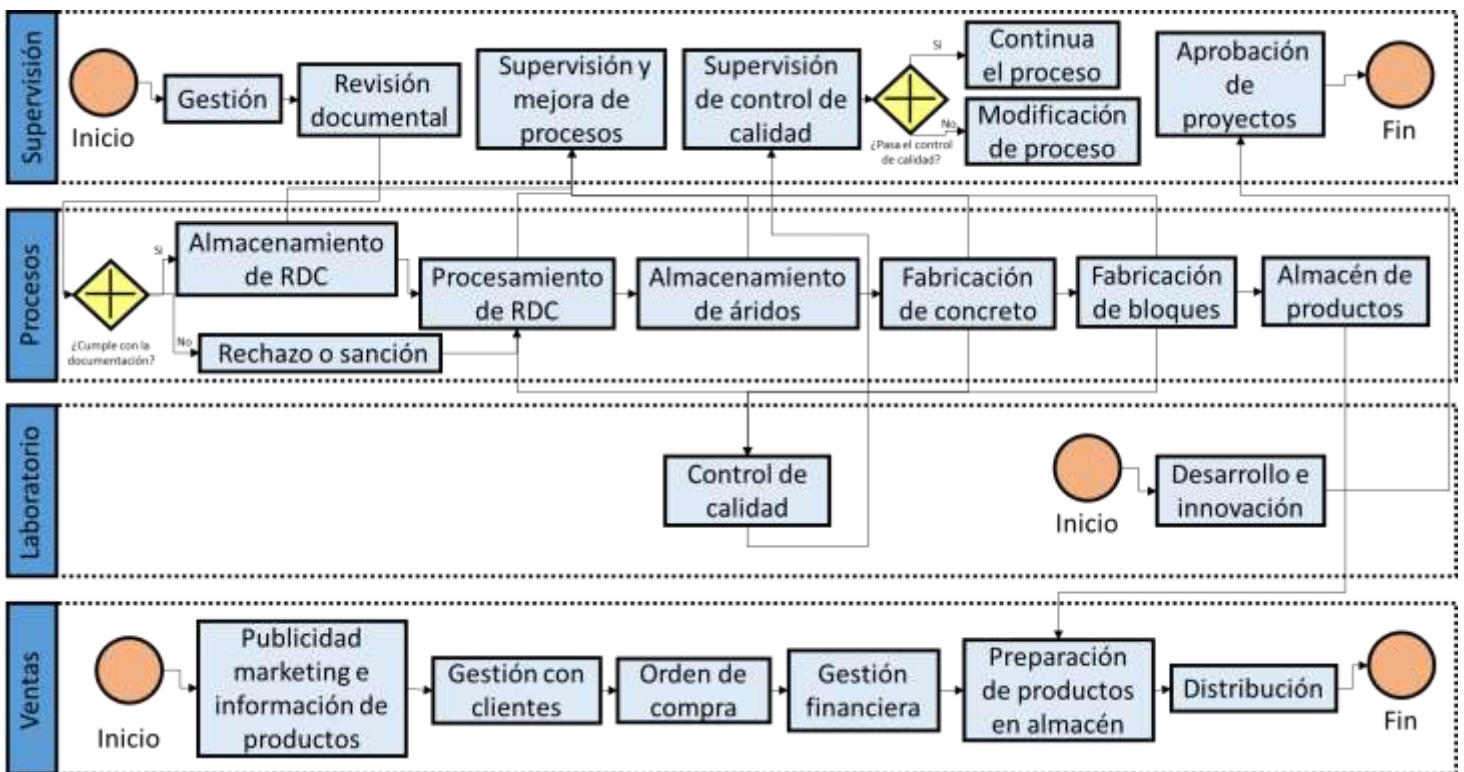 Supervisión
Inicio
Gestión
Revisión
documental
Supervisión y
mejora de
procesos
Supervisión
de control de
calidad
¿Pasa el control
de calidad?
Si
Continua
el proceso
No
Modificación
de proceso
Aprobación
de
proyectos
Fin
Procesos
¿Cumple con la
documentación?
Si
Almacenamiento
de RDC
No
Rechazo o sanción
Procesamiento
de RDC
Almacenamiento
de áridos
Fabricación
de concreto
Fabricación
de bloques
Almacén de
productos
Laboratorio
Control de
calidad
Inicio
Desarrollo e
innovación
Ventas
Inicio
Publicidad
marketing e
información de
productos
Gestión con
clientes
Orden de
compra
Gestión
financiera
Preparación
de productos
en almacén
Distribución
Fin